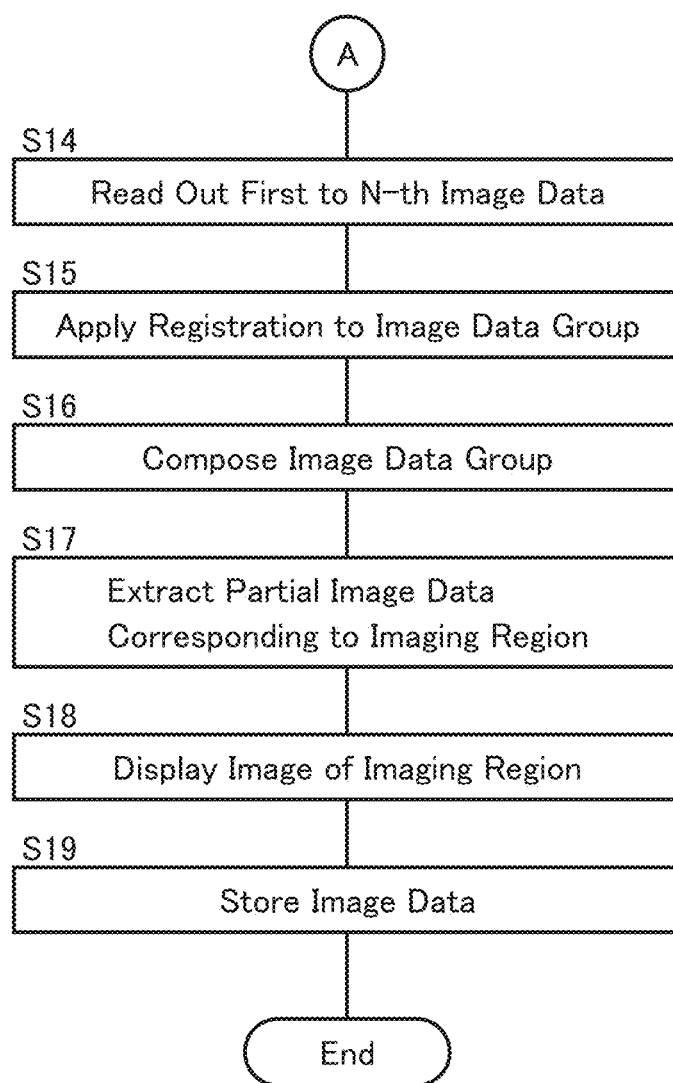 A
S14
Read Out First to N-th Image Data
S15
Apply Registration to Image Data Group
S16
Compose Image Data Group
S17
Extract Partial Image Data
Corresponding to Imaging Region
S18
Display Image of Imaging Region
S19
Store Image Data
End